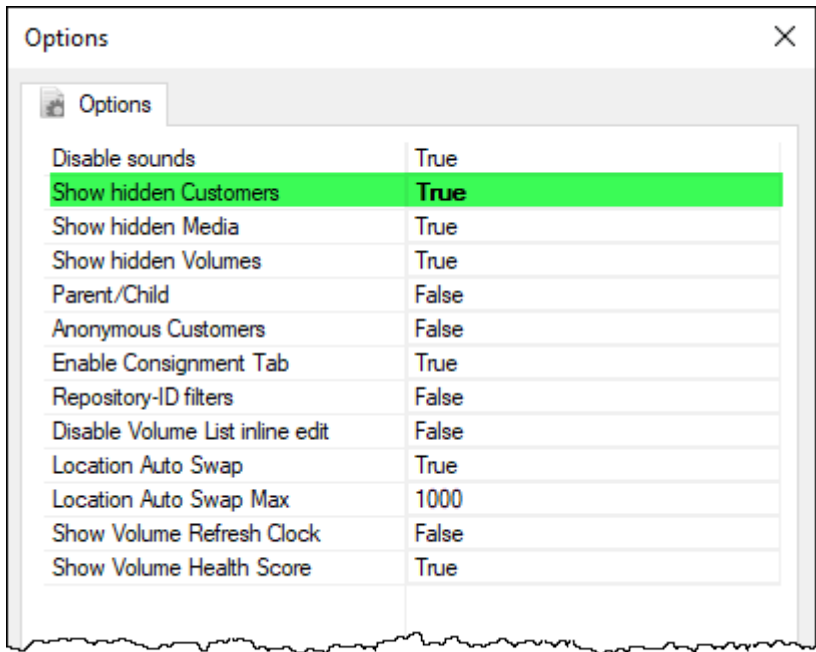 Options
Options
Disable sounds True
Show hidden Customers True
Show hidden Media True
Show hidden Volumes True
Parent/Child False
Anonymous Customers False
Enable Consignment Tab True
Repository-ID filters False
Disable Volume List inline edit False
Location Auto Swap True
Location Auto Swap Max 1000
Show Volume Refresh Clock False
Show Volume Health Score True